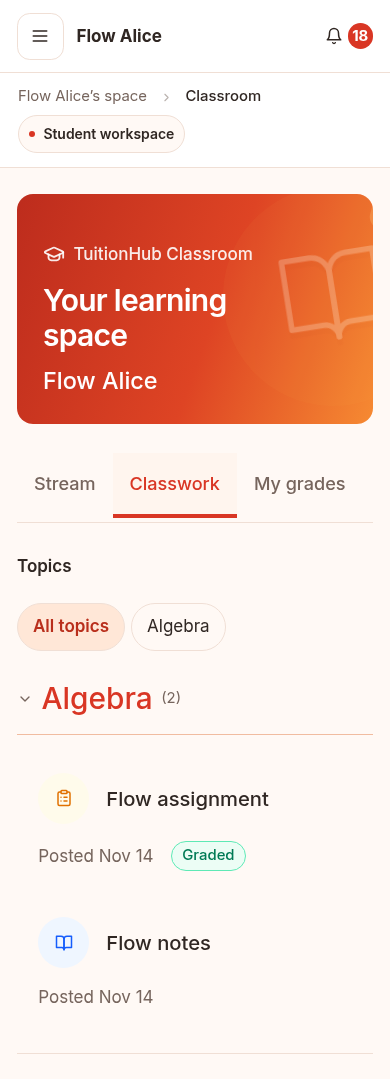 Flow Alice
18
Flow Alice's space > Classroom
Student workspace
TuitionHub Classroom
Your learning
space
Flow Alice
Stream Classwork My grades
Topics
All topics Algebra
Algebra (2)
Flow assignment
Posted Nov 14 Graded
Flow notes
Posted Nov 14